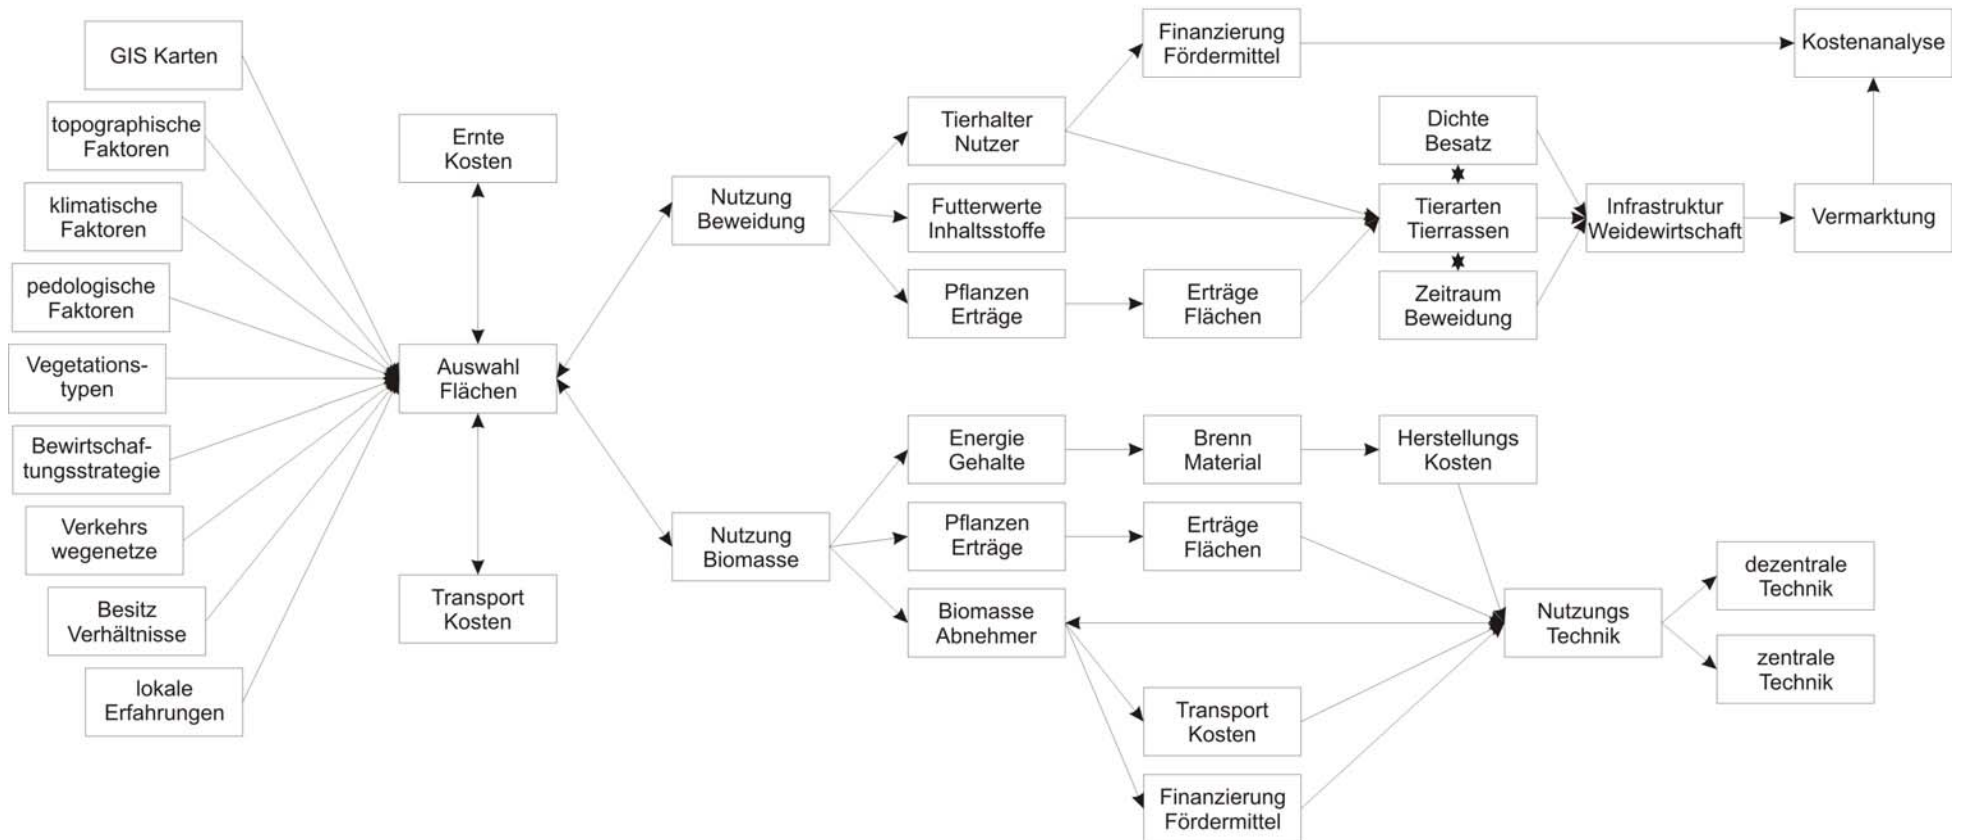 GIS Karten
topographische
Faktoren
klimatische
Faktoren
pedologische
Faktoren
Vegetations-
typen
Bewirtschaf-
tungsstrategie
Verkehrs
wegenetze
Besitz
Verhältnisse
lokale
Erfahrungen
Ernte
Kosten
Auswahl
Flächen
Transport
Kosten
Nutzung
Beweidung
Nutzung
Biomasse
Tierhalter
Nutzer
Futterwerte
Inhaltsstoffe
Pflanzen
Erträge
Energie
Gehalte
Pflanzen
Erträge
Biomasse
Abnehmer
Finanzierung
Fördermittel
Erträge
Flächen
Brenn
Material
Erträge
Flächen
Transport
Kosten
Finanzierung
Fördermittel
Dichte
Besatz
Tierarten
Tierrassen
Zeitraum
Beweidung
Herstellungs
Kosten
Infrastruktur
Weidewirtschaft
Nutzungs
Technik
Kostenanalyse
Vermarktung
dezentrale
Technik
zentrale
Technik